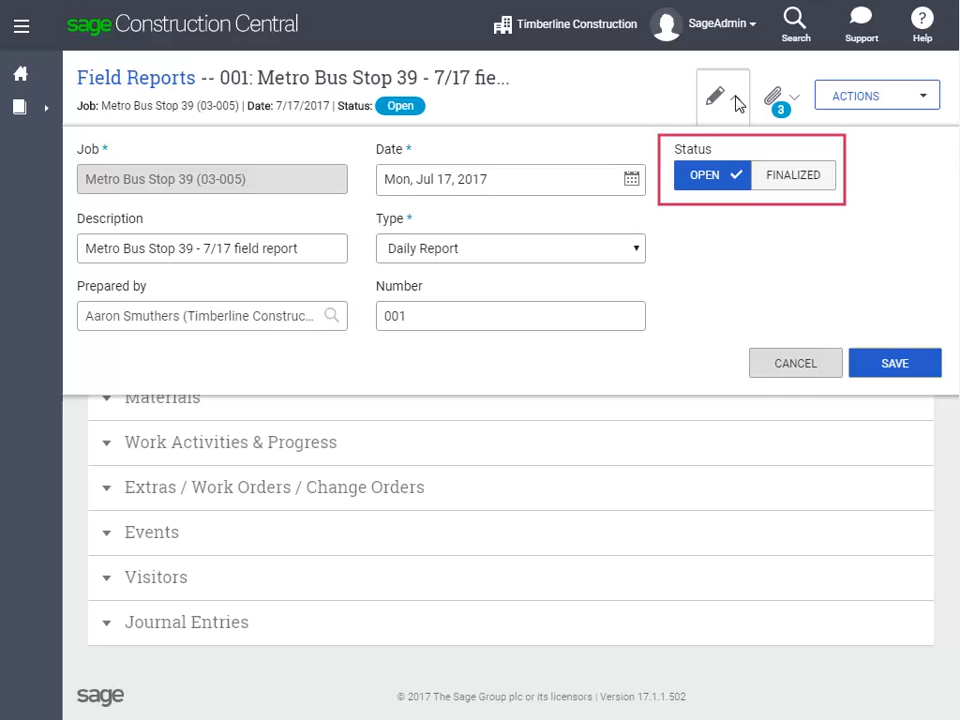 sage Construction Central
Timberline Construction
SageAdmin
Search
Support
? Help
Field Reports -- 001: Metro Bus Stop 39 - 7/17 fie...
Job: Metro Bus Stop 39 (03-005) | Date: 7/17/2017 | Status: Open
3
ACTIONS
Job *
Metro Bus Stop 39 (03-005)
Date *
Mon, Jul 17, 2017
Status
OPEN
FINALIZED
Description
Metro Bus Stop 39 - 7/17 field report
Type *
Daily Report
Prepared by
Aaron Smuthers (Timberline Construc...
Number
001
CANCEL
SAVE
Materials
Work Activities & Progress
Extras / Work Orders / Change Orders
Events
Visitors
Journal Entries
sage
© 2017 The Sage Group plc or its licensors | Version 17.1.1.502